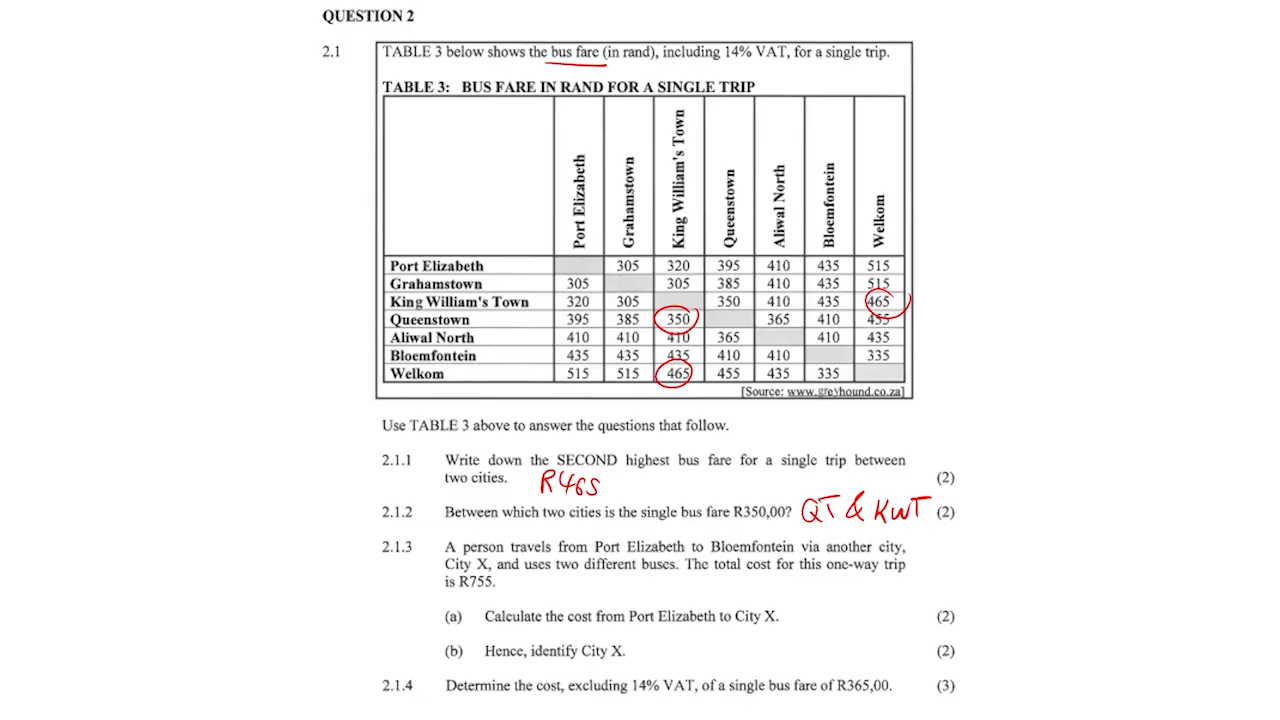 QUESTION 2
2.1 TABLE 3 below shows the bus fare (in rand), including 14% VAT, for a single trip.
TABLE 3: BUS FARE IN RAND FOR A SINGLE TRIP
Port Elizabeth Grahamstown King William's Town Queenstown Aliwal North Bloemfontein Welkom
Port Elizabeth 305 320 395 410 435 515
Grahamstown 305 305 385 410 435 515
King William's Town 320 305 350 410 435 465
Queenstown 395 385 350 365 410 455
Aliwal North 410 410 410 365 410 435
Bloemfontein 435 435 435 410 410 335
Welkom 515 515 465 455 435 335
[Source: www.greyhound.co.za]
Use TABLE 3 above to answer the questions that follow.
2.1.1 Write down the SECOND highest bus fare for a single trip between
two cities. R465 (2)
2.1.2 Between which two cities is the single bus fare R350,00? QT & KWT (2)
2.1.3 A person travels from Port Elizabeth to Bloemfontein via another city,
City X, and uses two different buses. The total cost for this one-way trip
is R755.
(a) Calculate the cost from Port Elizabeth to City X. (2)
(b) Hence, identify City X. (2)
2.1.4 Determine the cost, excluding 14% VAT, of a single bus fare of R365,00. (3)